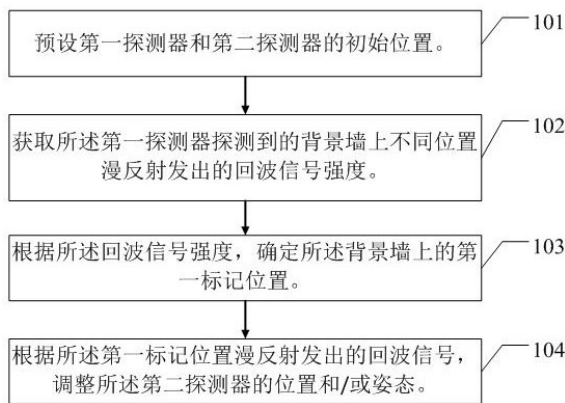 预设第一探测器和第二探测器的初始位置。
101
获取所述第一探测器探测到的背景墙上不同位置
漫反射发出的回波信号强度。
102
根据所述回波信号强度，确定所述背景墙上的第
一标记位置。
103
根据所述第一标记位置漫反射发出的回波信号，
调整所述第二探测器的位置和/或姿态。
104